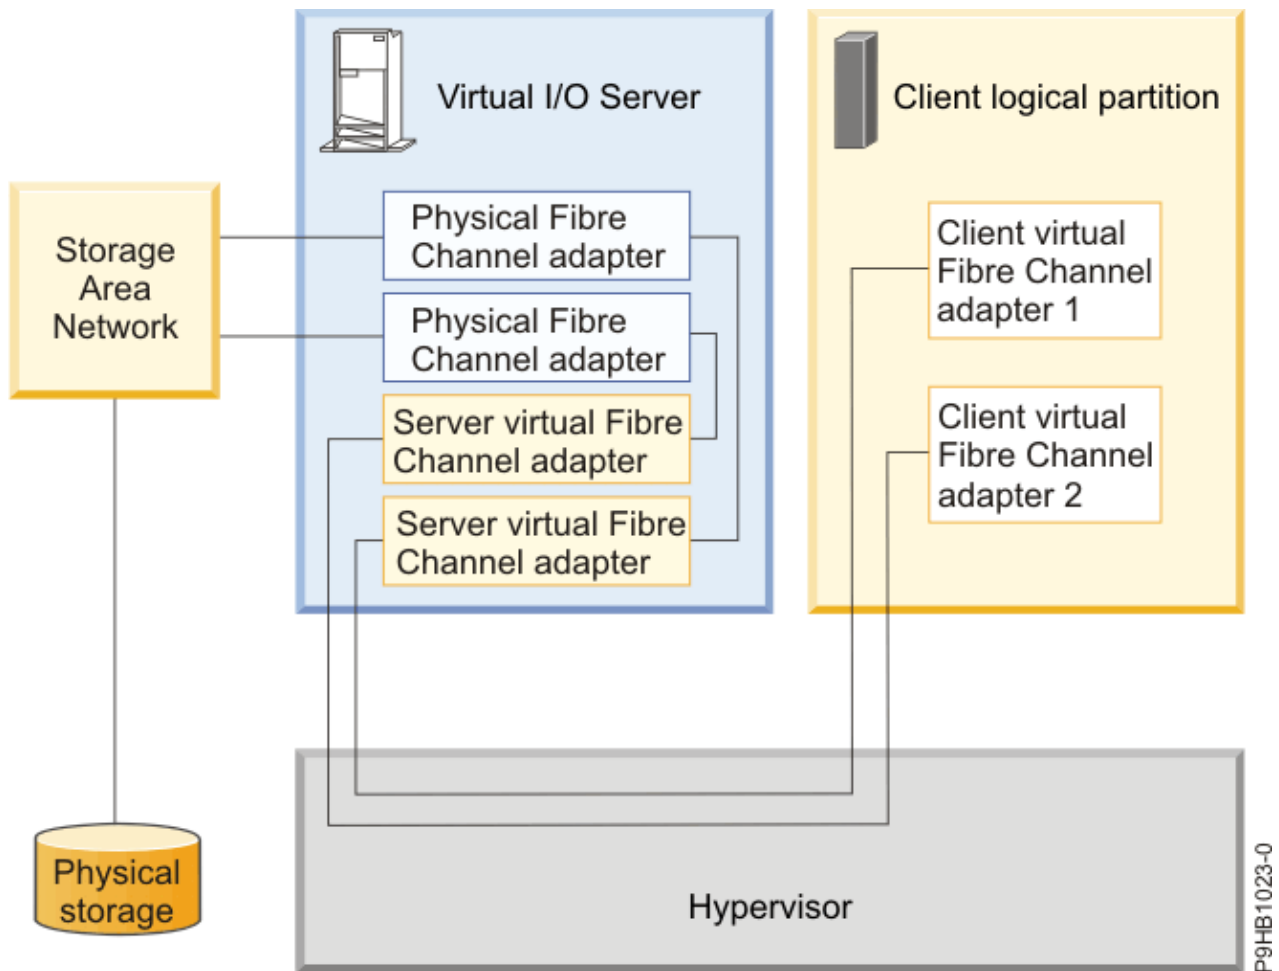 Virtual I/O Server
Client logical partition
Storage
Area
Network
Physical Fibre
Channel adapter
Physical Fibre
Channel adapter
Server virtual Fibre
Channel adapter
Server virtual Fibre
Channel adapter
Client virtual
Fibre Channel
adapter 1
Client virtual
Fibre Channel
adapter 2
Physical
storage
Hypervisor
P9HB1023-0